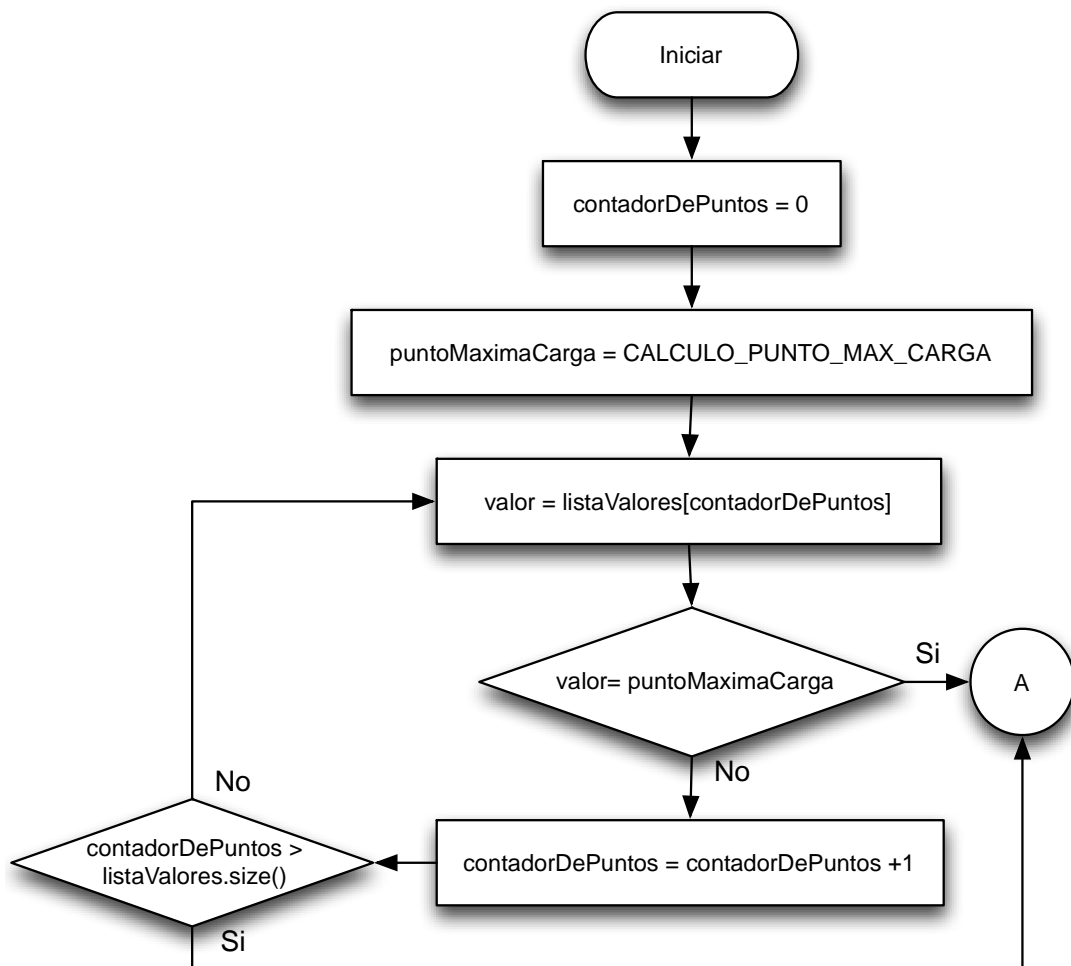 Iniciar
contadorDePuntos = 0
puntoMaximaCarga = CALCULO_PUNTO_MAX_CARGA
valor = listaValores[contadorDePuntos]
valor= puntoMaximaCarga
Si
A
No
contadorDePuntos = contadorDePuntos +1
No
contadorDePuntos >
listaValores.size()
Si